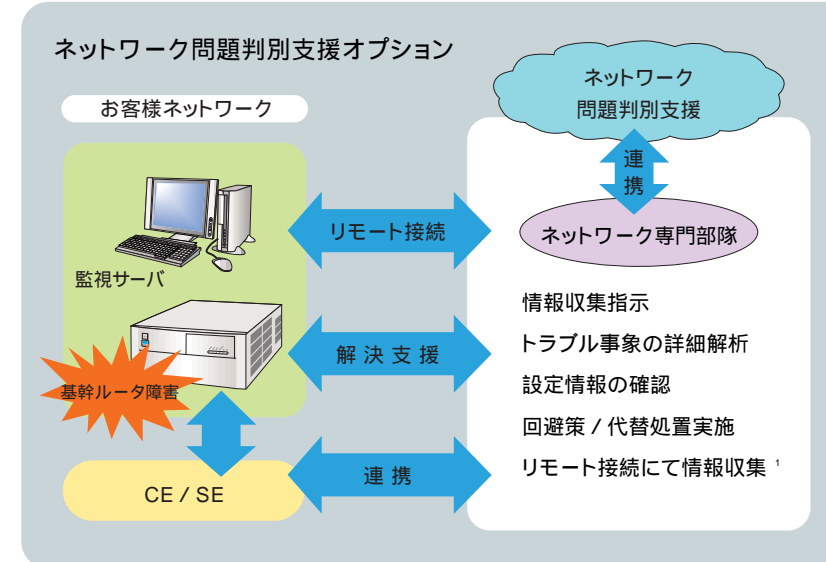 ネットワーク問題判別支援オプション
お客様ネットワーク
監視サーバ
基幹ルータ障害
CE / SE
リモート接続
解決支援
連携
ネットワーク
問題判別支援
連
携
ネットワーク専門部隊
情報収集指示
トラブル事象の詳細解析
設定情報の確認
回避策 / 代替処置実施
リモート接続にて情報収集 1